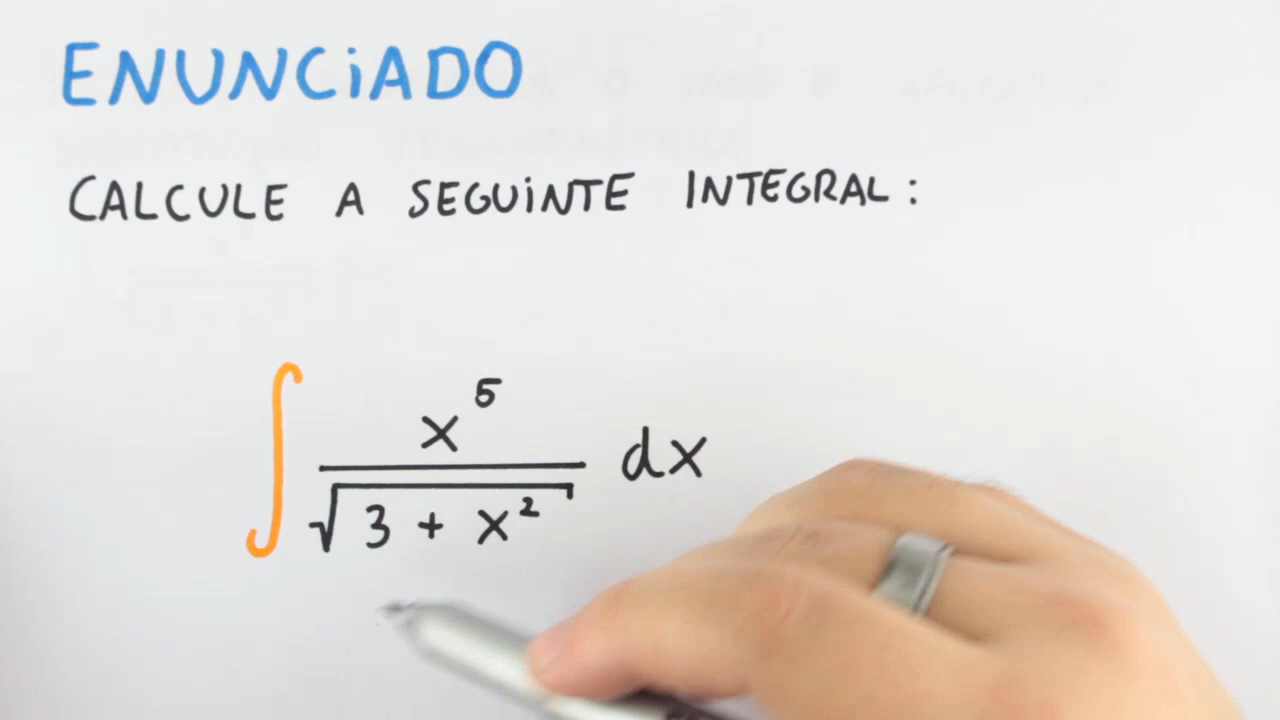 ENUNCIADO
CALCULE A SEGUINTE INTEGRAL:
∫ x⁵ / √(3 + x²) dx